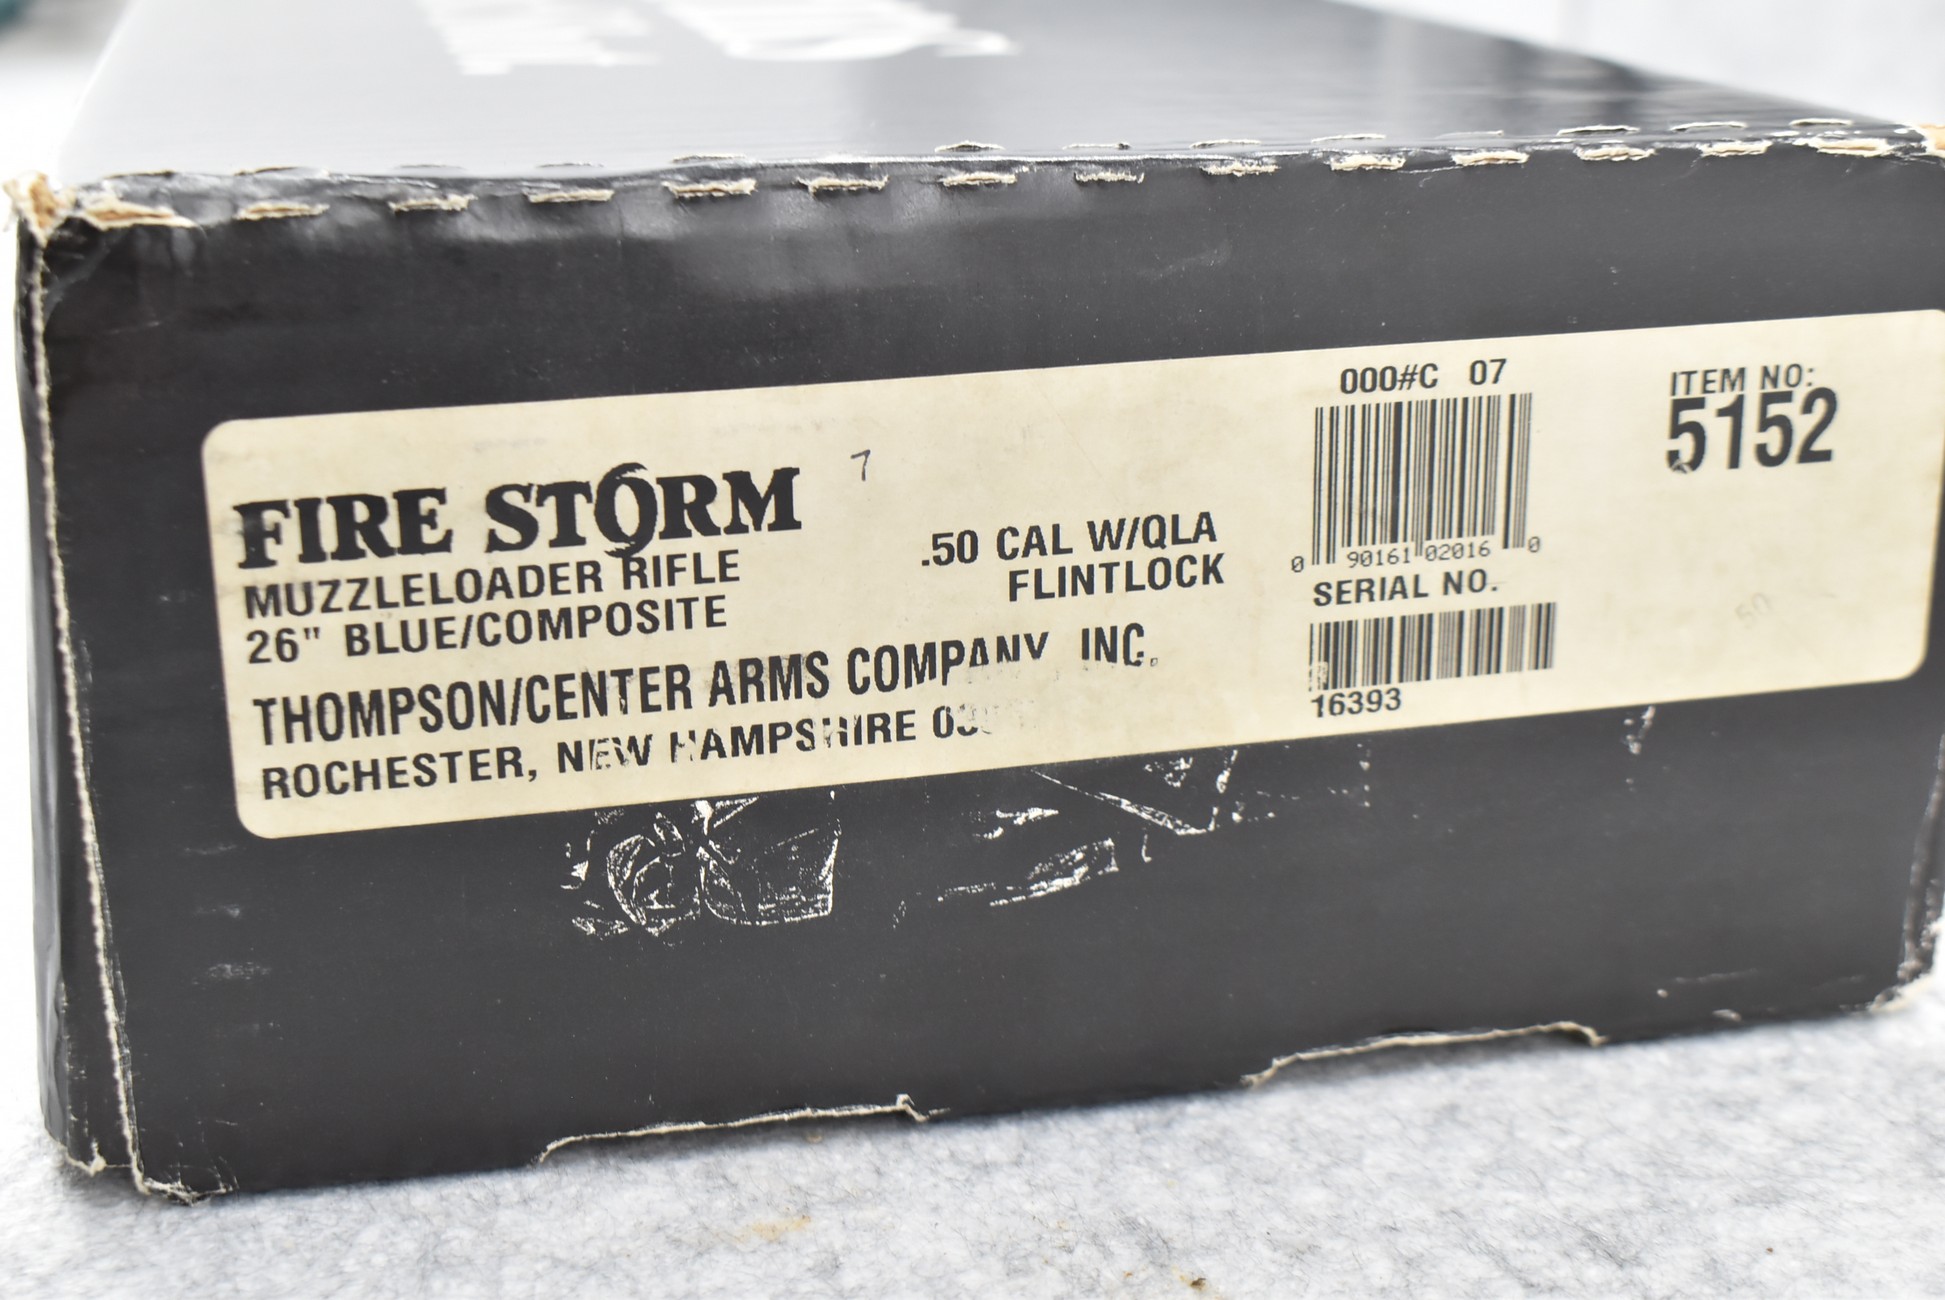 FIRE STORM
MUZZLELOADER RIFLE
26" BLUE/COMPOSITE
7
.50 CAL W/QLA
FLINTLOCK
THOMPSON/CENTER ARMS COMPANY INC.
ROCHESTER, NEW HAMPSHIRE
000#C 07
0 90161 02016 0
SERIAL NO.
16393
ITEM NO:
5152
50